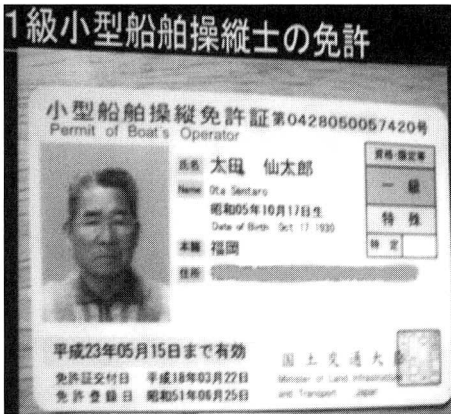 1級小型船舶操縦士の免許
小型船舶操縦免許証 第0428050057420号
Permit of Boat's Operator
資格・限定等
氏名 太田 仙太郎
Name Ota Sentaro
一級
昭和05年10月17日生
Date of Birth Oct 17 1930
特殊
本籍 福岡
特定
住所
平成23年05月15日まで有効
国土交通大
免許証交付日 平成18年03月22日
Minister of Land Infrastructure
免許登録日 昭和51年06月25日
and Transport Japan